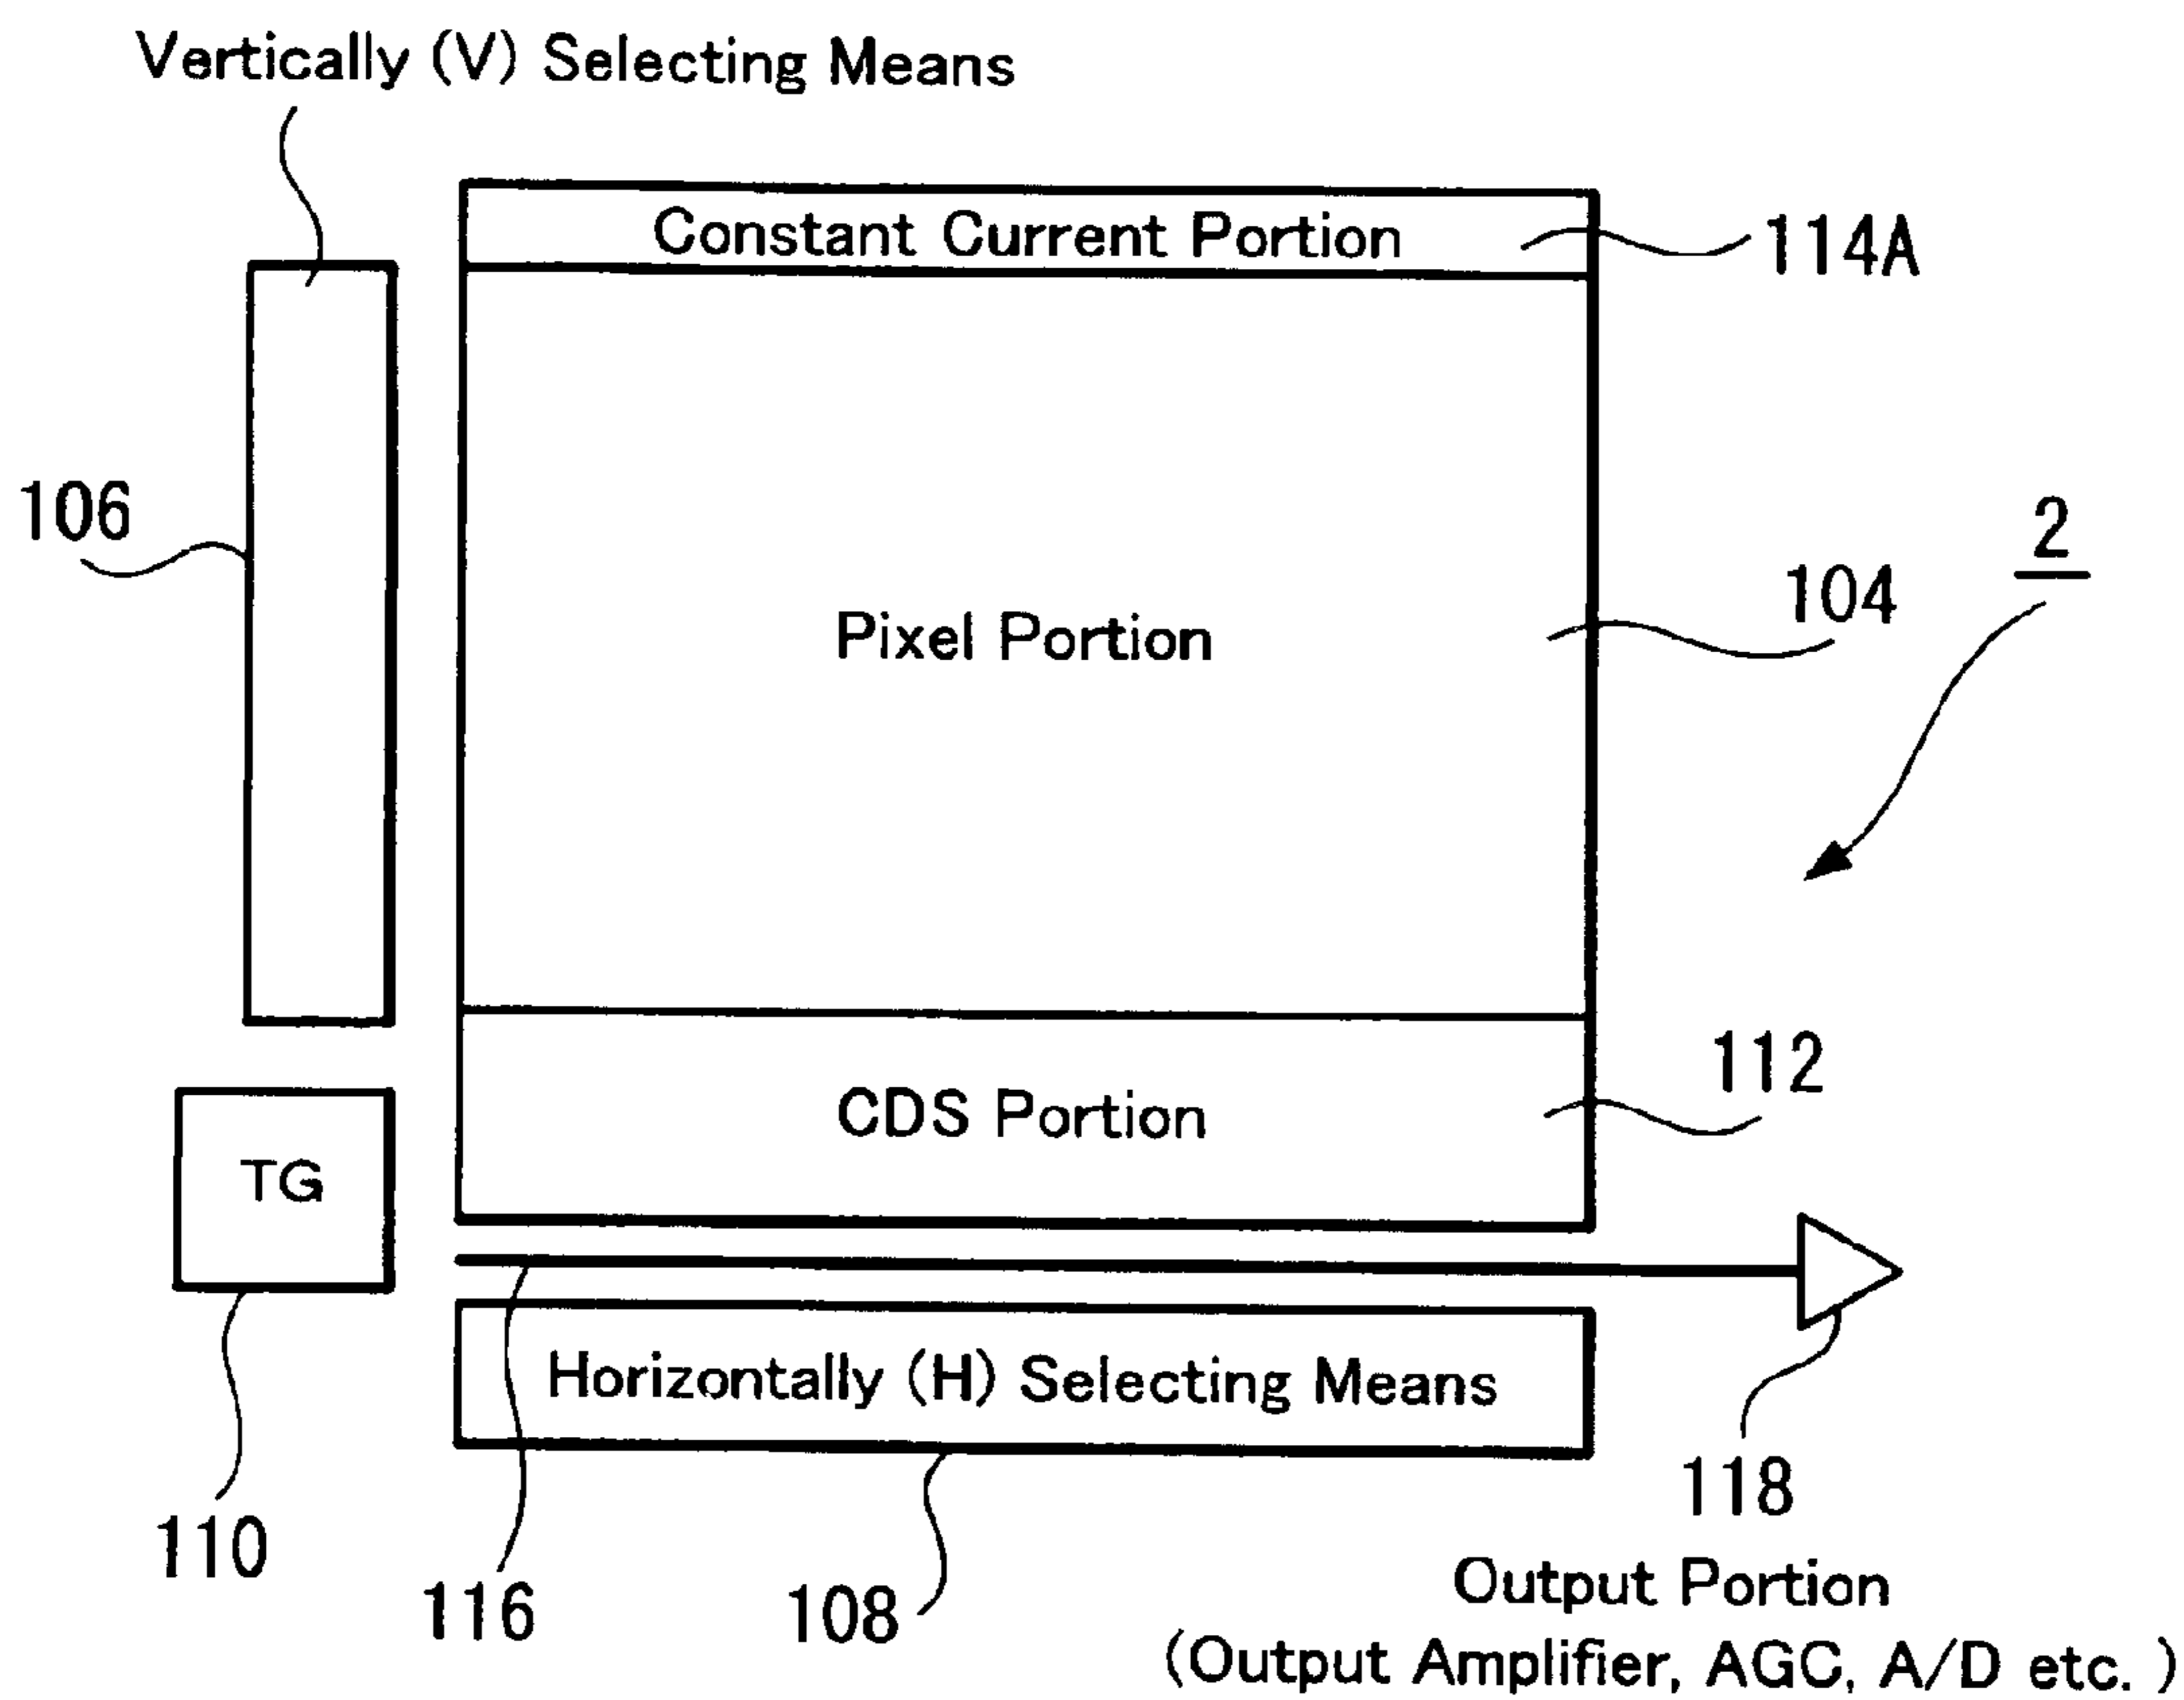 Vertically (V) Selecting Means
Constant Current Portion
114A
106
2
104
Pixel Portion
112
CDS Portion
TG
Horizontally (H) Selecting Means
118
110
116
108
Output Portion
(Output Amplifier, AGC, A/D etc. )